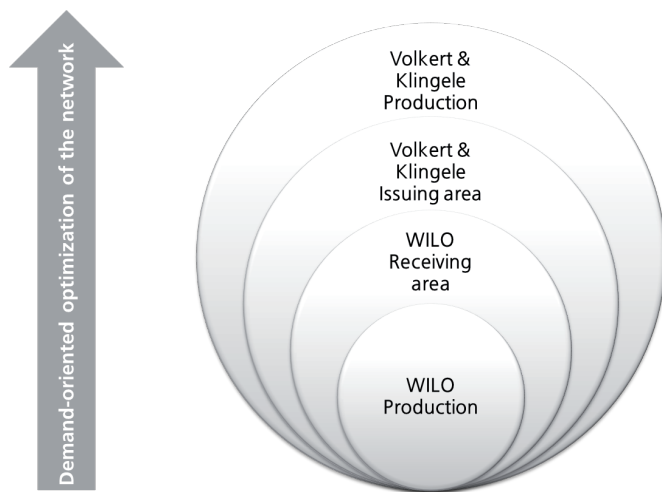 Demand-oriented optimization of the network
Volkert &
Klingele
Production
Volkert &
Klingele
Issuing area
WILO
Receiving
area
WILO
Production